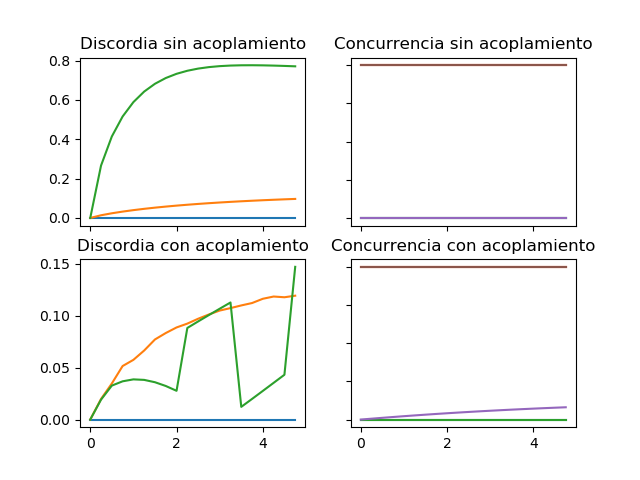 Discordia sin acoplamiento
Concurrencia sin acoplamiento
0.8
0.6
0.4
0.2
0.0
Discordia con acoplamiento
Concurrencia con acoplamiento
0.15
0.10
0.05
0.00
0 2 4
0 2 4